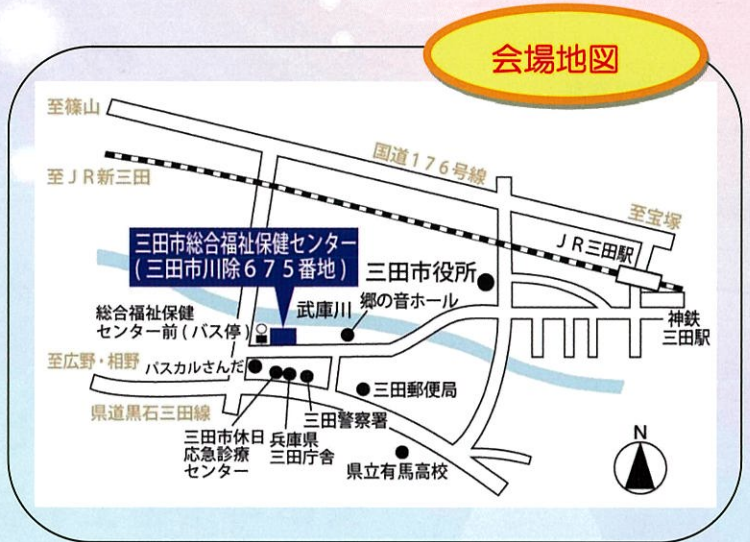 会場地図
至篠山
国道176号線
至JR新三田
至宝塚
JR三田駅
三田市総合福祉保健センター
(三田市川除675番地)
三田市役所
武庫川
郷の音ホール
総合福祉保健
センター前(バス停)
神鉄
三田駅
至広野・相野
パスカルさんだ
三田郵便局
県道黒石三田線
三田警察署
三田市休日
応急診療
センター
兵庫県
三田庁舎
県立有馬高校
N